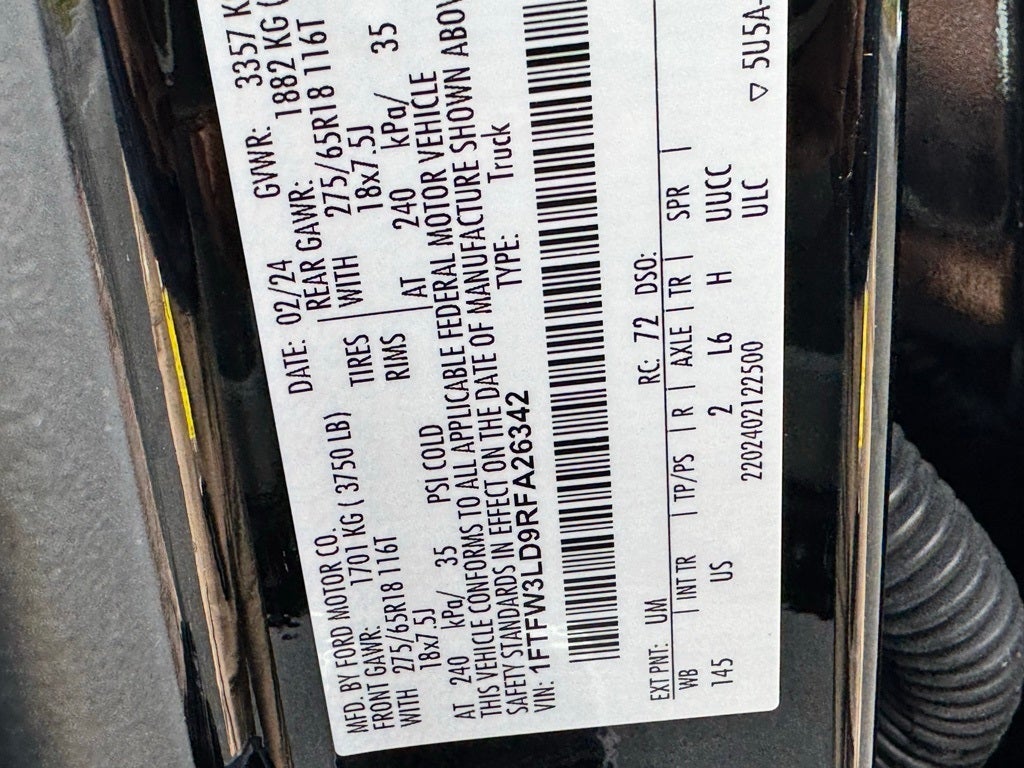 MFD. BY FORD MOTOR CO. DATE: 02/24 GVWR: 3357 K
FRONT GAWR: 1701 KG ( 3750 LB) REAR GAWR: 1882 KG (
WITH 275/65R18 116T TIRES WITH 275/65R18 116T
18x7.5J RIMS 18x7.5J
AT 240 kPa/ 35 PSI COLD AT 240 kPa/ 35
THIS VEHICLE CONFORMS TO ALL APPLICABLE FEDERAL MOTOR VEHICLE
SAFETY STANDARDS IN EFFECT ON THE DATE OF MANUFACTURE SHOWN ABOV
VIN: 1FTFW3LD9RFA26342 TYPE: Truck
EXT PNT: UM RC: 72 DSO:
WB | INT TR | TP/PS | R | AXLE | TR | SPR |
145 US 2 L6 H UUCC
2202402122500 ULC
▽ 5U5A-